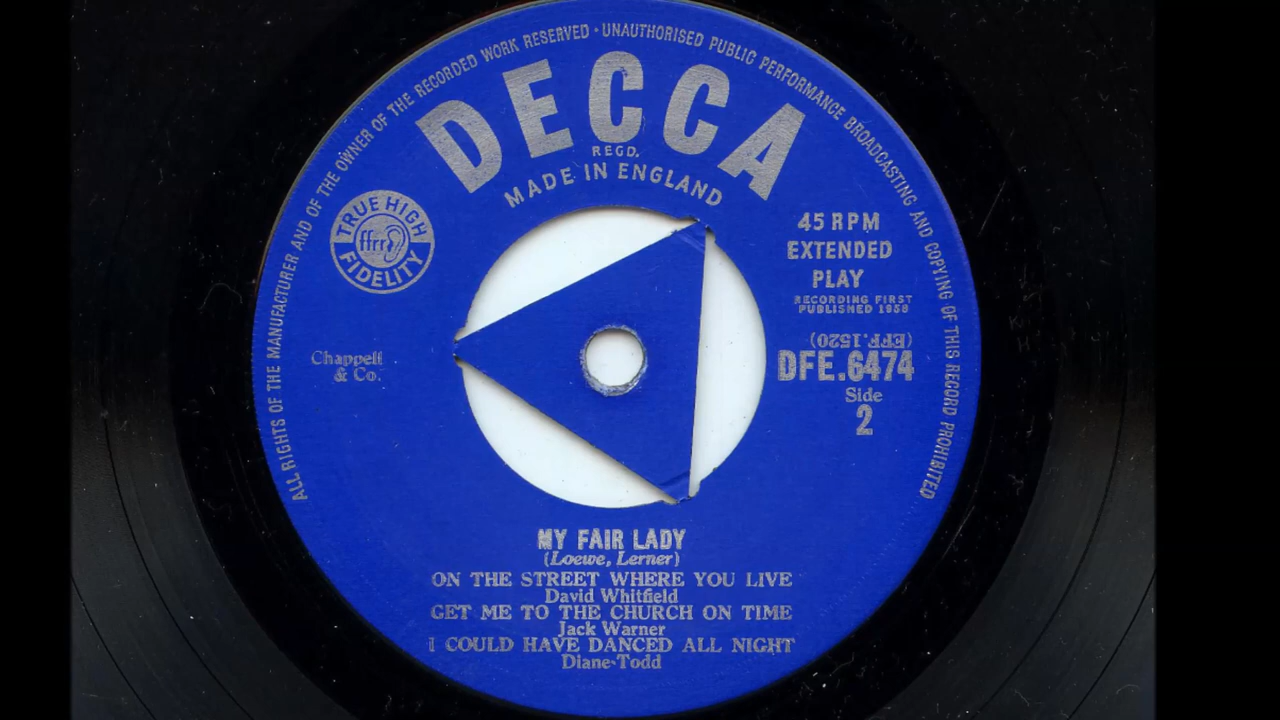 ALL RIGHTS OF THE MANUFACTURER AND OF THE OWNER OF THE RECORDED WORK RESERVED • UNAUTHORISED PUBLIC PERFORMANCE BROADCASTING AND COPYING OF THIS RECORD PROHIBITED
DECCA
REGD.
MADE IN ENGLAND
TRUE HIGH
ffrr
FIDELITY
45 RPM
EXTENDED
PLAY
RECORDING FIRST
PUBLISHED 1958
(EFF.1520)
DFE.6474
Side
2
Chappell
& Co.
MY FAIR LADY
(Loewe, Lerner)
ON THE STREET WHERE YOU LIVE
David Whitfield
GET ME TO THE CHURCH ON TIME
Jack Warner
I COULD HAVE DANCED ALL NIGHT
Diane Todd